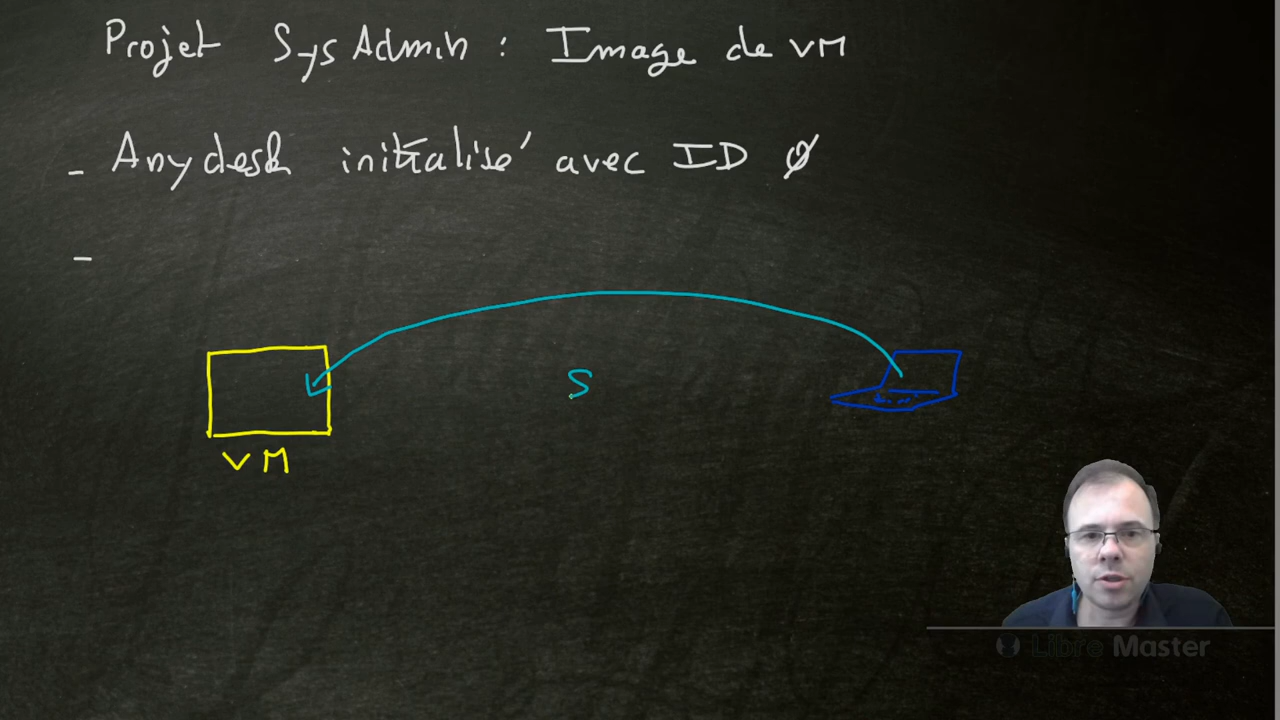 Projet SysAdmin : Image de VM
- Anydesk initialisé avec ID Ø
-
S
VM
Libre Master